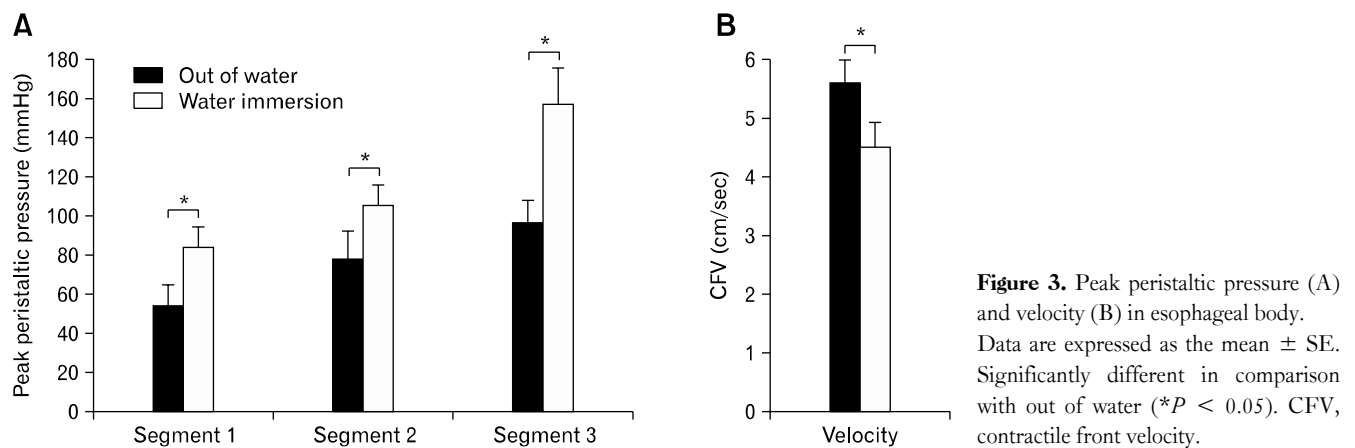 A
Peak peristaltic pressure (mmHg)
180
160
140
120
100
80
60
40
20
0
Out of water
Water immersion
*
*
*
Segment 1
Segment 2
Segment 3
B
CFV (cm/sec)
6
5
4
3
2
1
0
*
Velocity
Figure 3. Peak peristaltic pressure (A)
and velocity (B) in esophageal body.
Data are expressed as the mean ± SE.
Significantly different in comparison
with out of water (*P < 0.05). CFV,
contractile front velocity.